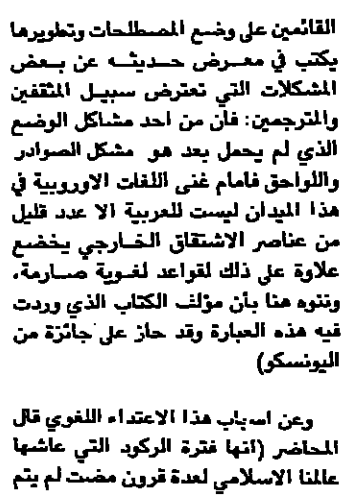 القائمين على وضع المصطلحات وتطويرها
يكتب في معرض حديثه عن بعض
المشكلات التي تعترض سبيل المثقفين
والمترجمين: فان من احد مشاكل الوضع
الذي لم يحمل بعد هو مشكل الصوادر
واللواحق فامام غنى اللغات الاوروبية في
هذا الميدان ليست للعربية الا عدد قليل
من عناصر الاشتقاق الخارجي يخضع
علاوة على ذلك لقواعد لغوية صارمة،
وننوه هنا بأن مؤلف الكتاب الذي وردت
فيه هذه العبارة وقد حاز على جائزة من
اليونسكو)
وعن اسباب هذا الاعتداء اللغوي قال
المحاضر (انها فترة الركود التي عاشها
عالمنا الاسلامي لعدة قرون مضت لم يتم